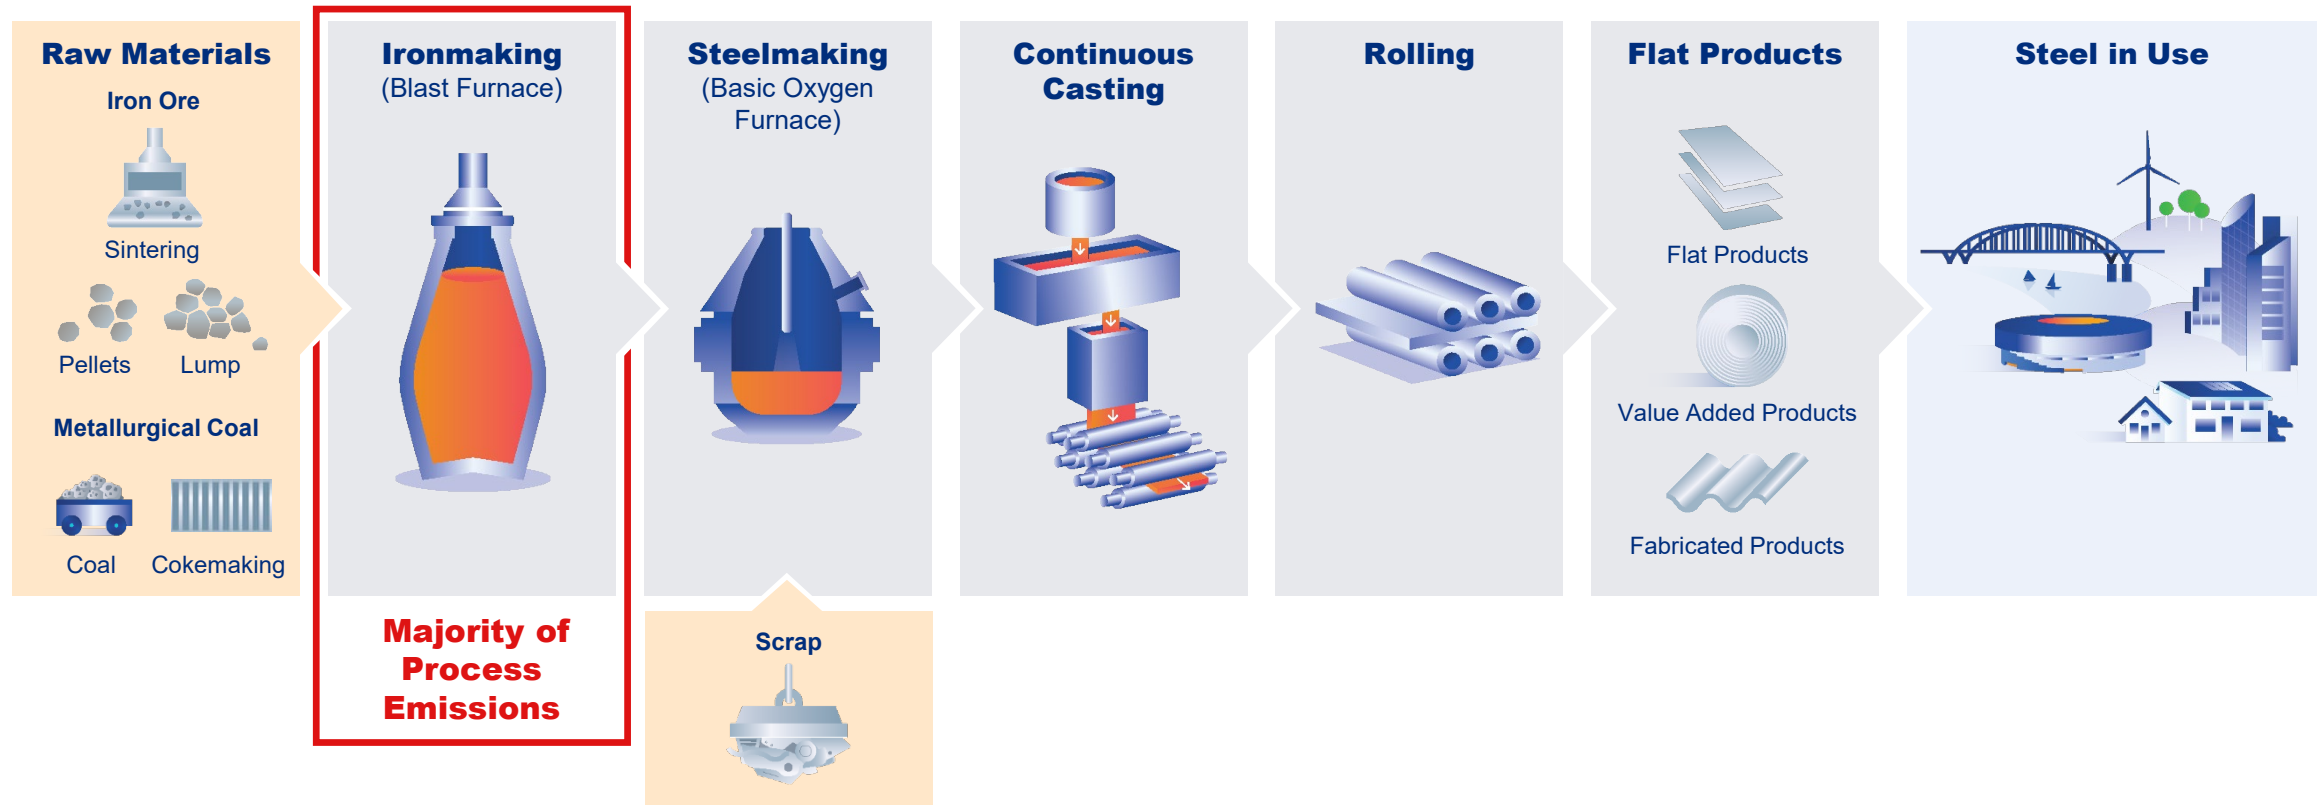 Raw Materials
Iron Ore
Sintering
Pellets
Lump
Metallurgical Coal
Coal
Cokemaking
Ironmaking
(Blast Furnace)
Majority of
Process
Emissions
Steelmaking
(Basic Oxygen
Furnace)
Scrap
Continuous
Casting
Rolling
Flat Products
Flat Products
Value Added Products
Fabricated Products
Steel in Use